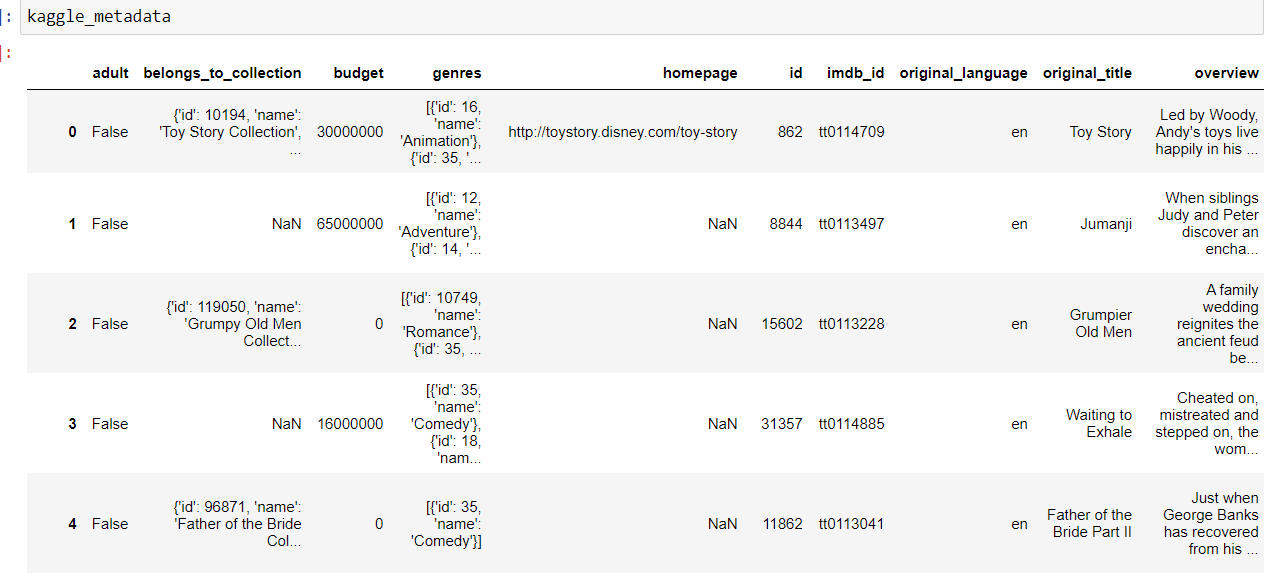 ]: kaggle_metadata
]:
adult belongs_to_collection budget genres homepage id imdb_id original_language original_title overview
0 False {'id': 10194, 'name': 'Toy Story Collection', ... 30000000 [{'id': 16, 'name': 'Animation'}, {'id': 35, '... http://toystory.disney.com/toy-story 862 tt0114709 en Toy Story Led by Woody, Andy's toys live happily in his ...
1 False NaN 65000000 [{'id': 12, 'name': 'Adventure'}, {'id': 14, '... NaN 8844 tt0113497 en Jumanji When siblings Judy and Peter discover an encha...
2 False {'id': 119050, 'name': 'Grumpy Old Men Collect... 0 [{'id': 10749, 'name': 'Romance'}, {'id': 35, ... NaN 15602 tt0113228 en Grumpier Old Men A family wedding reignites the ancient feud be...
3 False NaN 16000000 [{'id': 35, 'name': 'Comedy'}, {'id': 18, 'nam... NaN 31357 tt0114885 en Waiting to Exhale Cheated on, mistreated and stepped on, the wom...
4 False {'id': 96871, 'name': 'Father of the Bride Col... 0 [{'id': 35, 'name': 'Comedy'}] NaN 11862 tt0113041 en Father of the Bride Part II Just when George Banks has recovered from his ...